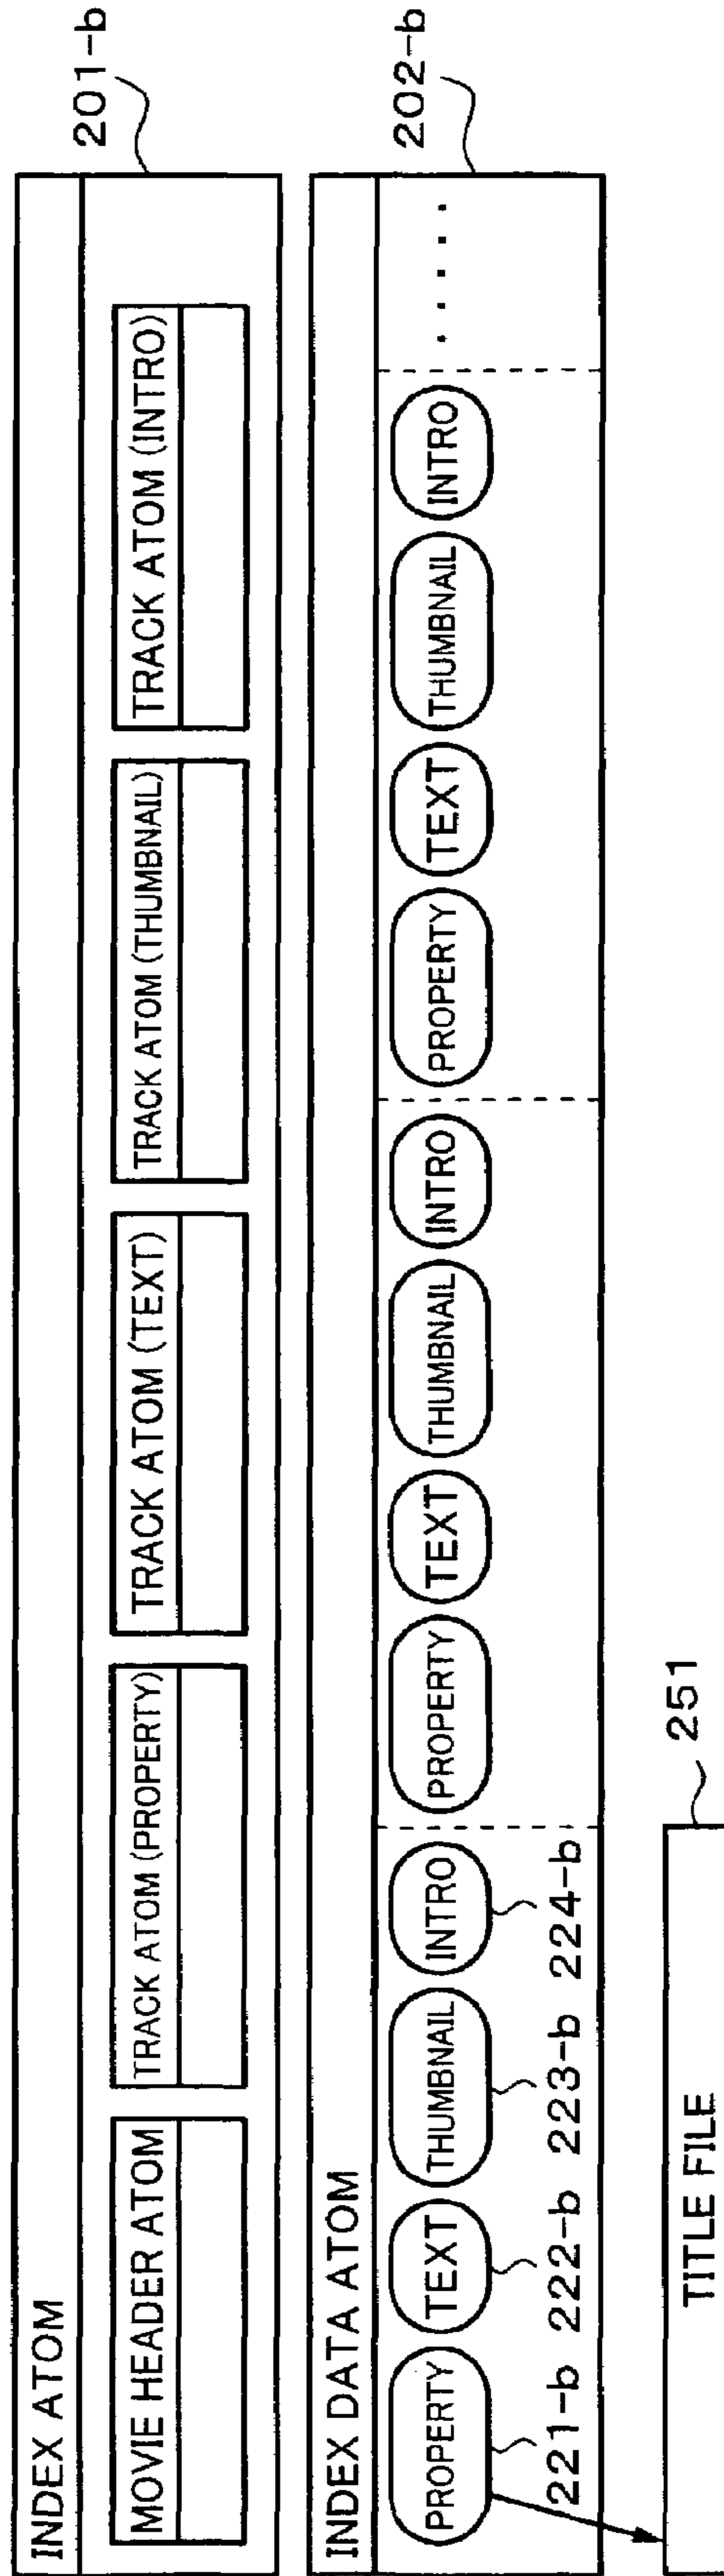 INDEX ATOM
MOVIE HEADER ATOM
TRACK ATOM (PROPERTY)
TRACK ATOM (TEXT)
TRACK ATOM (THUMBNAIL)
TRACK ATOM (INTRO)
201-b
INDEX DATA ATOM
PROPERTY TEXT THUMBNAIL INTRO PROPERTY TEXT THUMBNAIL INTRO PROPERTY TEXT THUMBNAIL INTRO .....
202-b
221-b 222-b 223-b 224-b
TITLE FILE
251